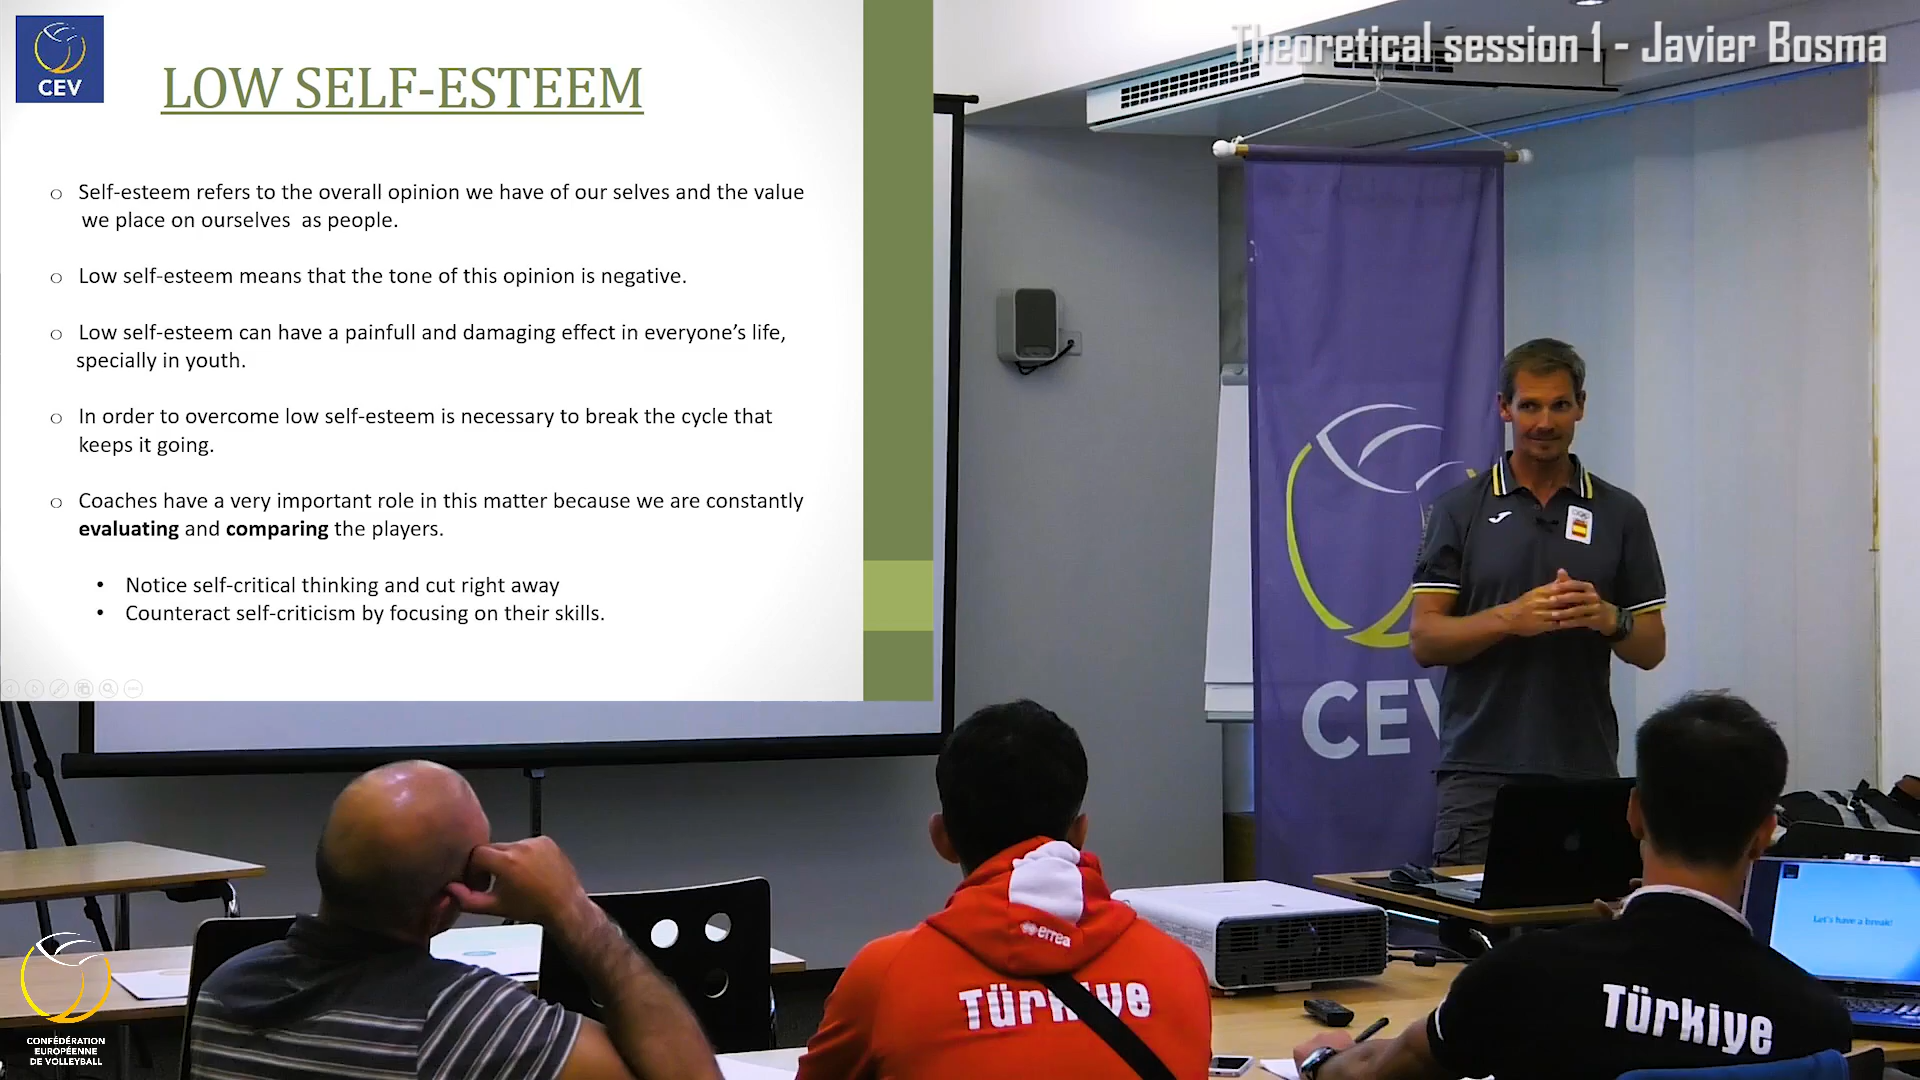 Theoretical session 1 - Javier Bosma
CEV
LOW SELF-ESTEEM
o Self-esteem refers to the overall opinion we have of our selves and the value
we place on ourselves as people.
o Low self-esteem means that the tone of this opinion is negative.
o Low self-esteem can have a painfull and damaging effect in everyone's life,
specially in youth.
o In order to overcome low self-esteem is necessary to break the cycle that
keeps it going.
o Coaches have a very important role in this matter because we are constantly
evaluating and comparing the players.
• Notice self-critical thinking and cut right away
• Counteract self-criticism by focusing on their skills.
CEV
errea
Türkiye
Türkiye
Let's have a break!
CONFÉDÉRATION
EUROPÉENNE
DE VOLLEYBALL